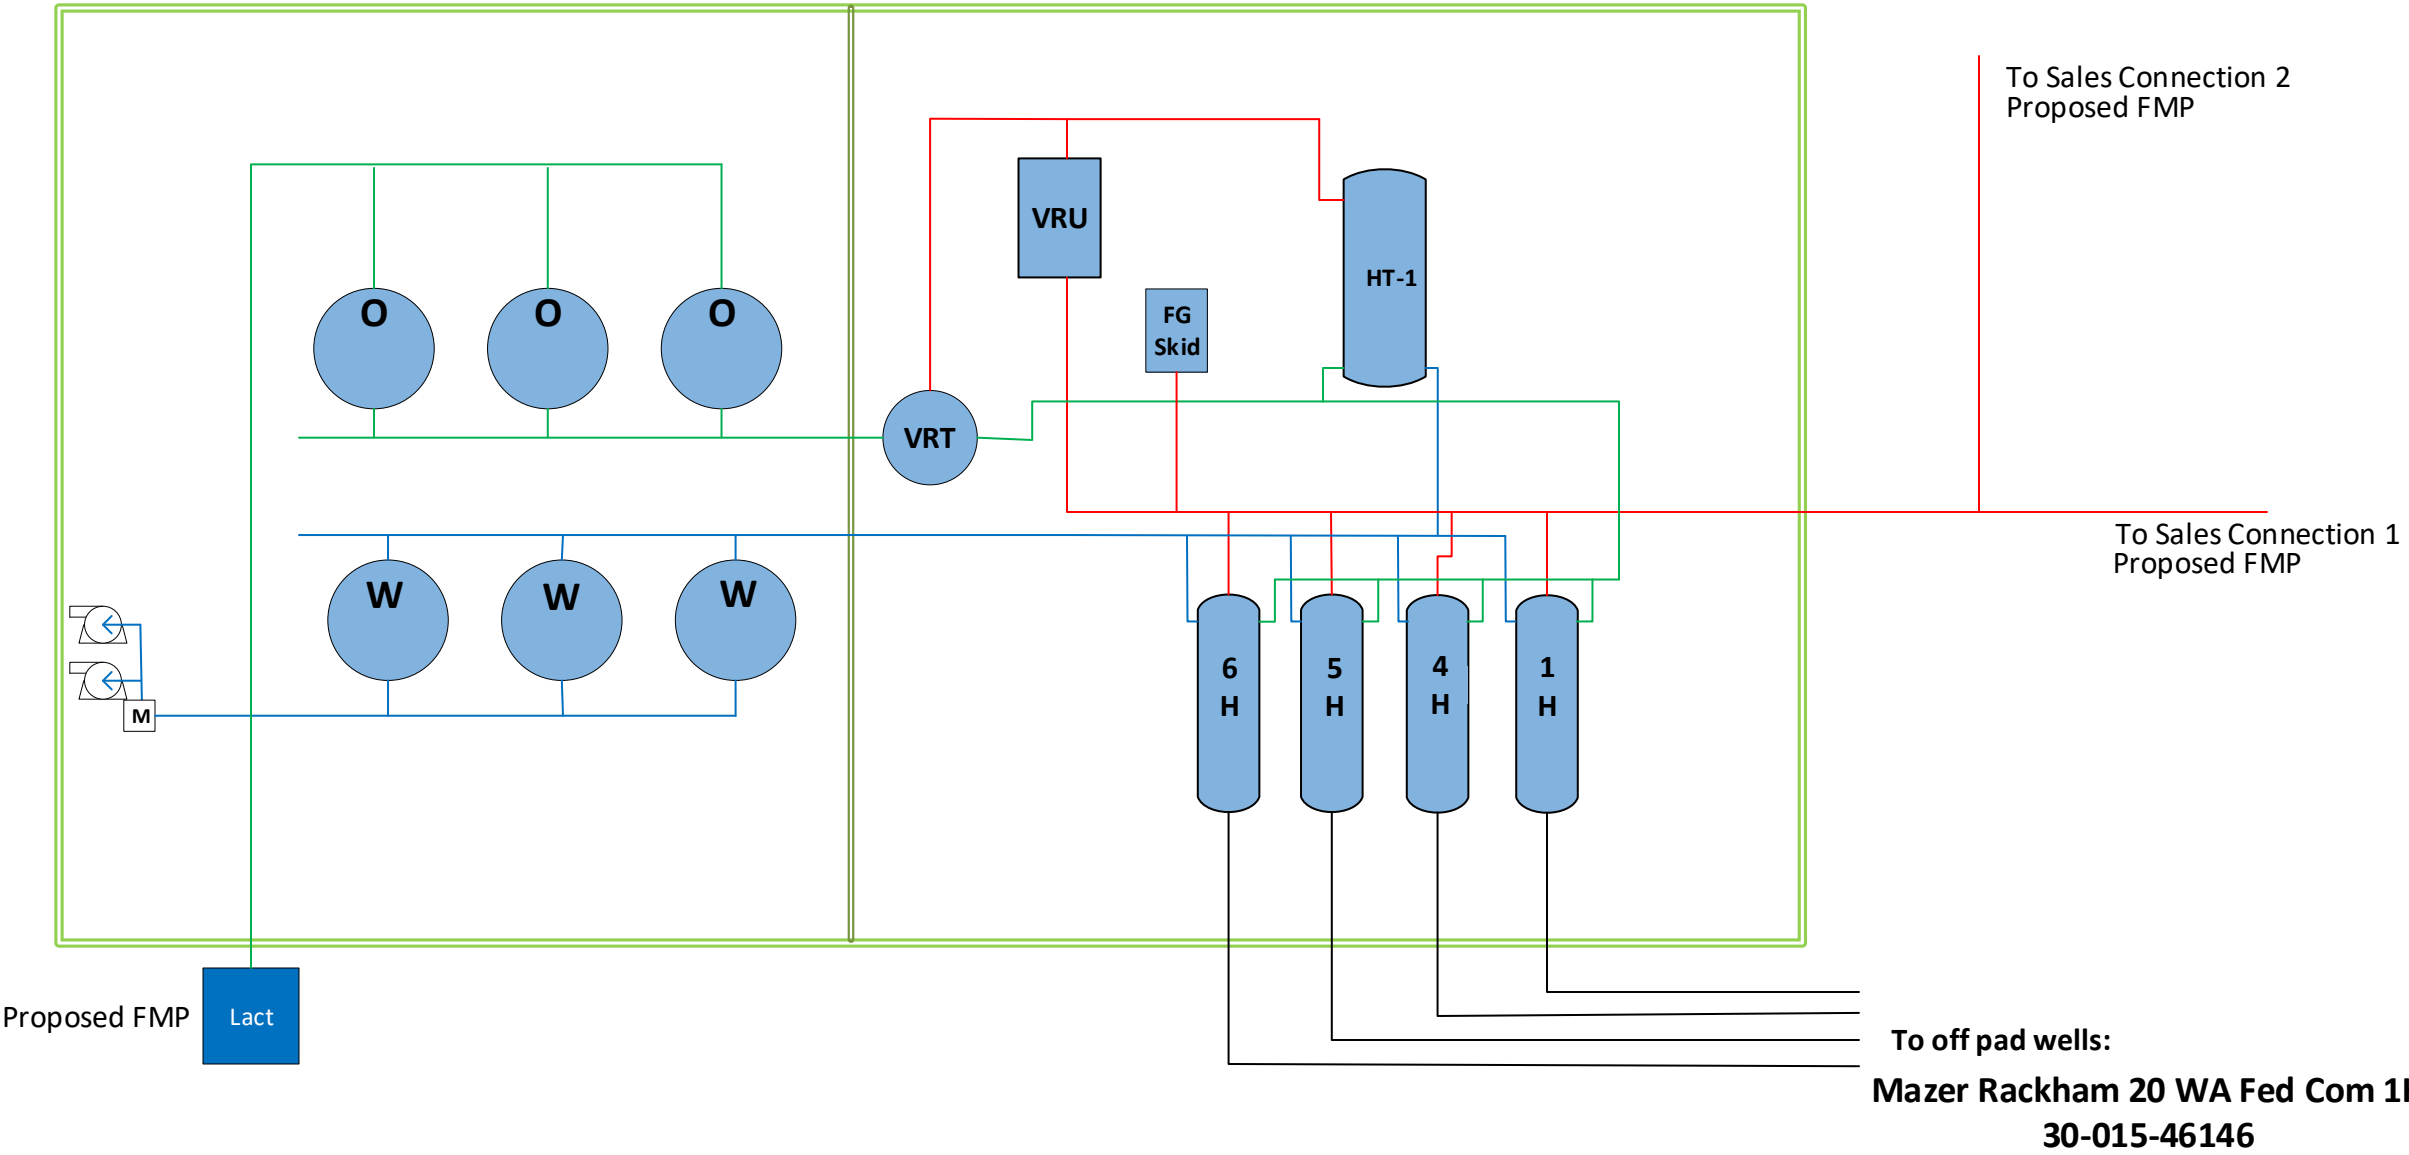 To Sales Connection 2
Proposed FMP
VRU
HT-1
O
O
O
FG
Skid
VRT
To Sales Connection 1
Proposed FMP
W
W
W
M
6
H
5
H
4
H
1
H
Proposed FMP
Lact
To off pad wells:
Mazer Rackham 20 WA Fed Com
30-015-46146